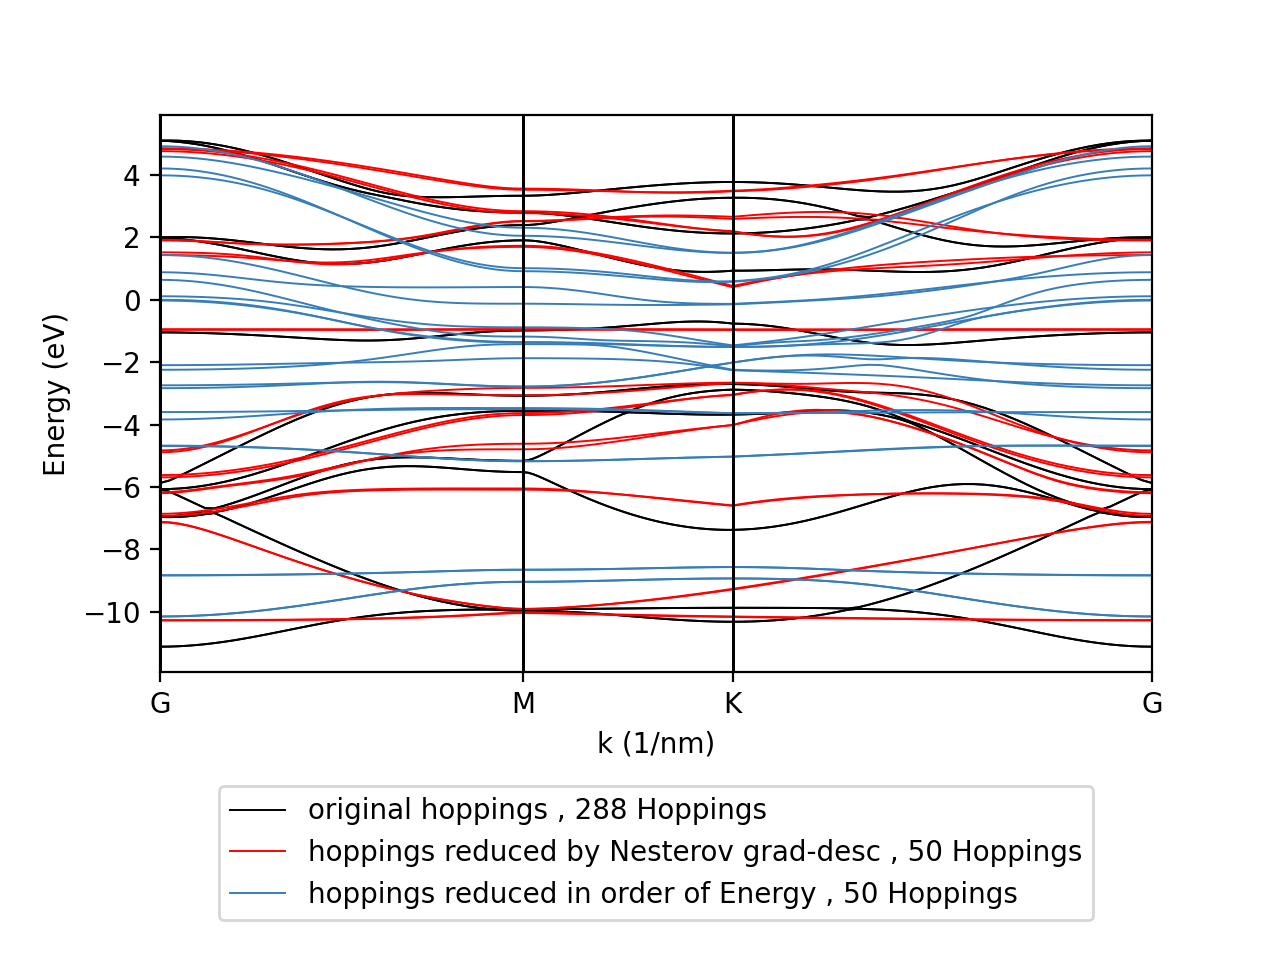 4
2
0
−2
−4
−6
−8
−10
Energy (eV)
G M K G
k (1/nm)
original hoppings , 288 Hoppings
hoppings reduced by Nesterov grad-desc , 50 Hoppings
hoppings reduced in order of Energy , 50 Hoppings